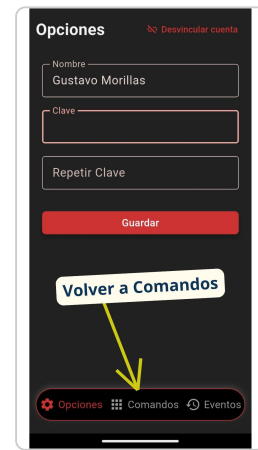 Opciones
Desvincular cuenta
Nombre
Gustavo Morillas
Clave
Repetir Clave
Guardar
Volver a Comandos
Opciones Comandos Eventos